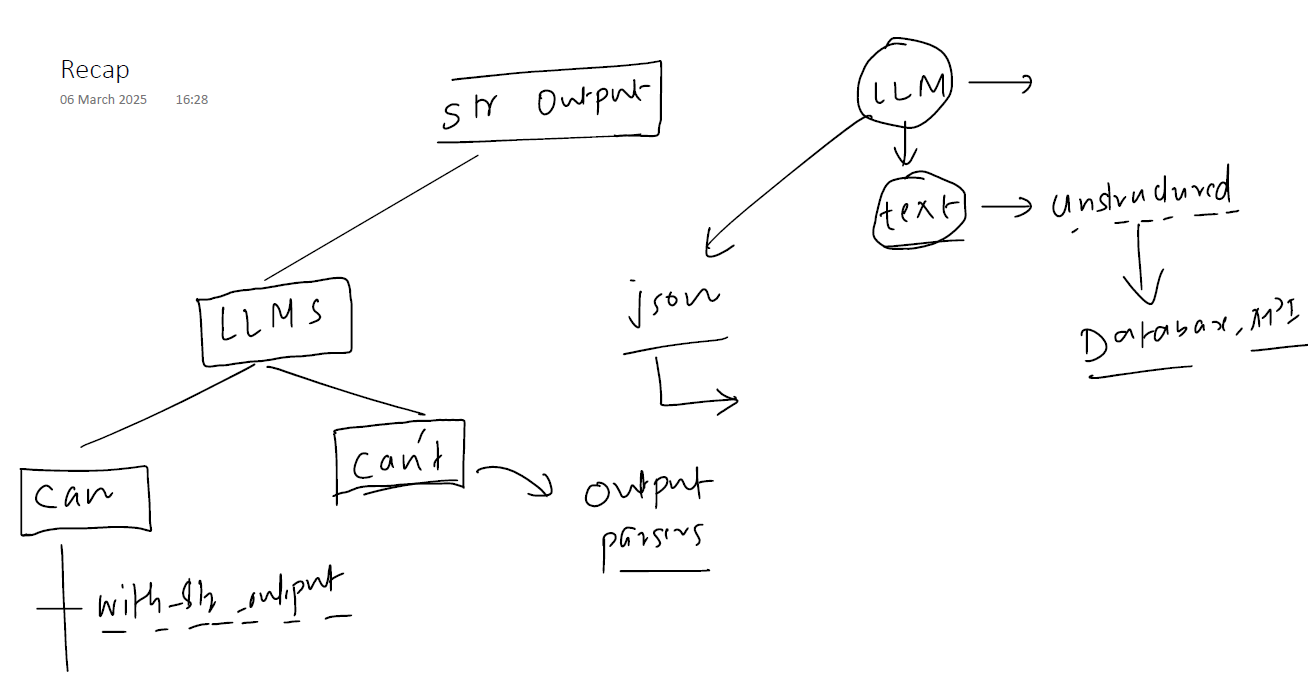 Recap
06 March 2025 16:28
str Output
LLM
text
unstructured
Database, API
json
LLMs
can
can't
output
parsers
with_str_output